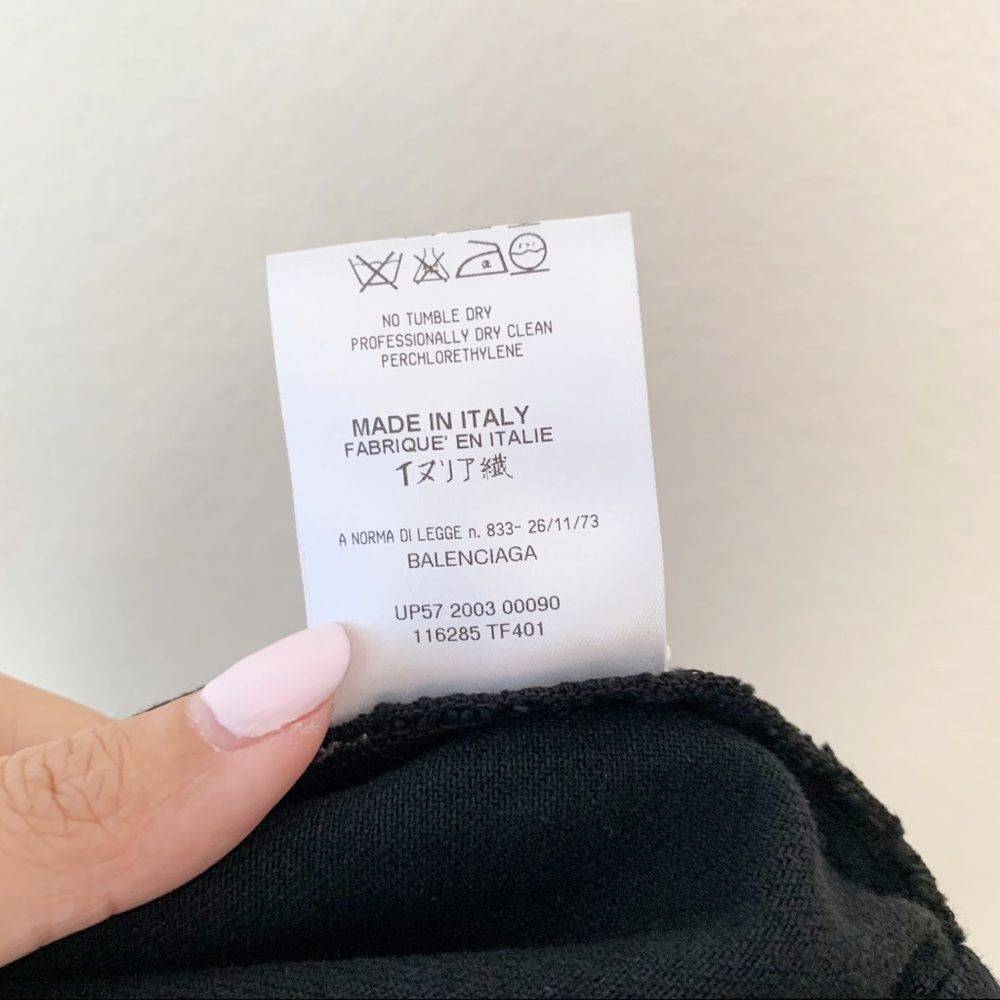 NO TUMBLE DRY
PROFESSIONALLY DRY CLEAN
PERCHLORETHYLENE
MADE IN ITALY
FABRIQUE' EN ITALIE
イヌリア繊
A NORMA DI LEGGE n. 833- 26/11/73
BALENCIAGA
UP57 2003 00090
116285 TF401